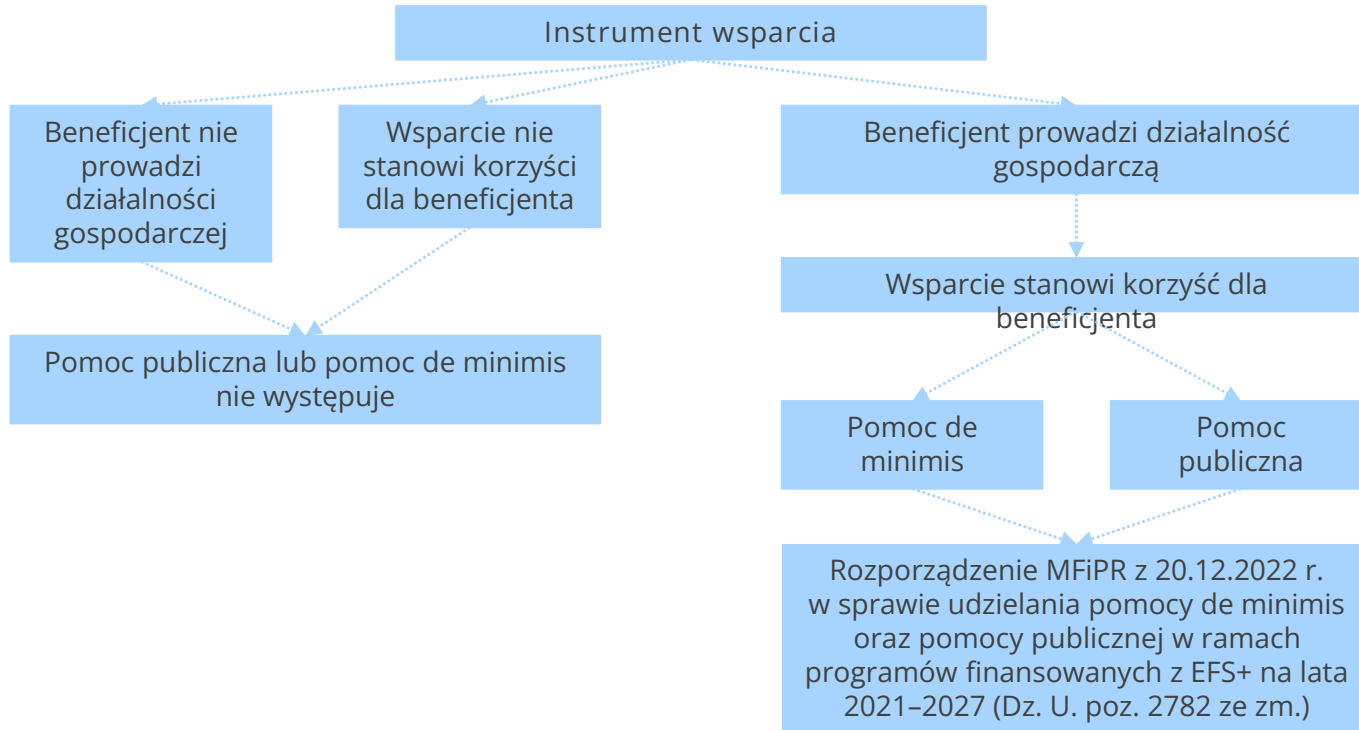 Instrument wsparcia
Beneficjent nie
prowadzi
działalności
gospodarczej
Wsparcie nie
stanowi korzyści
dla beneficjenta
Beneficjent prowadzi działalność
gospodarczą
Wsparcie stanowi korzyść dla
beneficjenta
Pomoc publiczna lub pomoc de minimis
nie występuje
Pomoc de
minimis
Pomoc
publiczna
Rozporządzenie MFiPR z 20.12.2022 r.
w sprawie udzielania pomocy de minimis
oraz pomocy publicznej w ramach
programów finansowanych z EFS+ na lata
2021–2027 (Dz. U. poz. 2782 ze zm.)